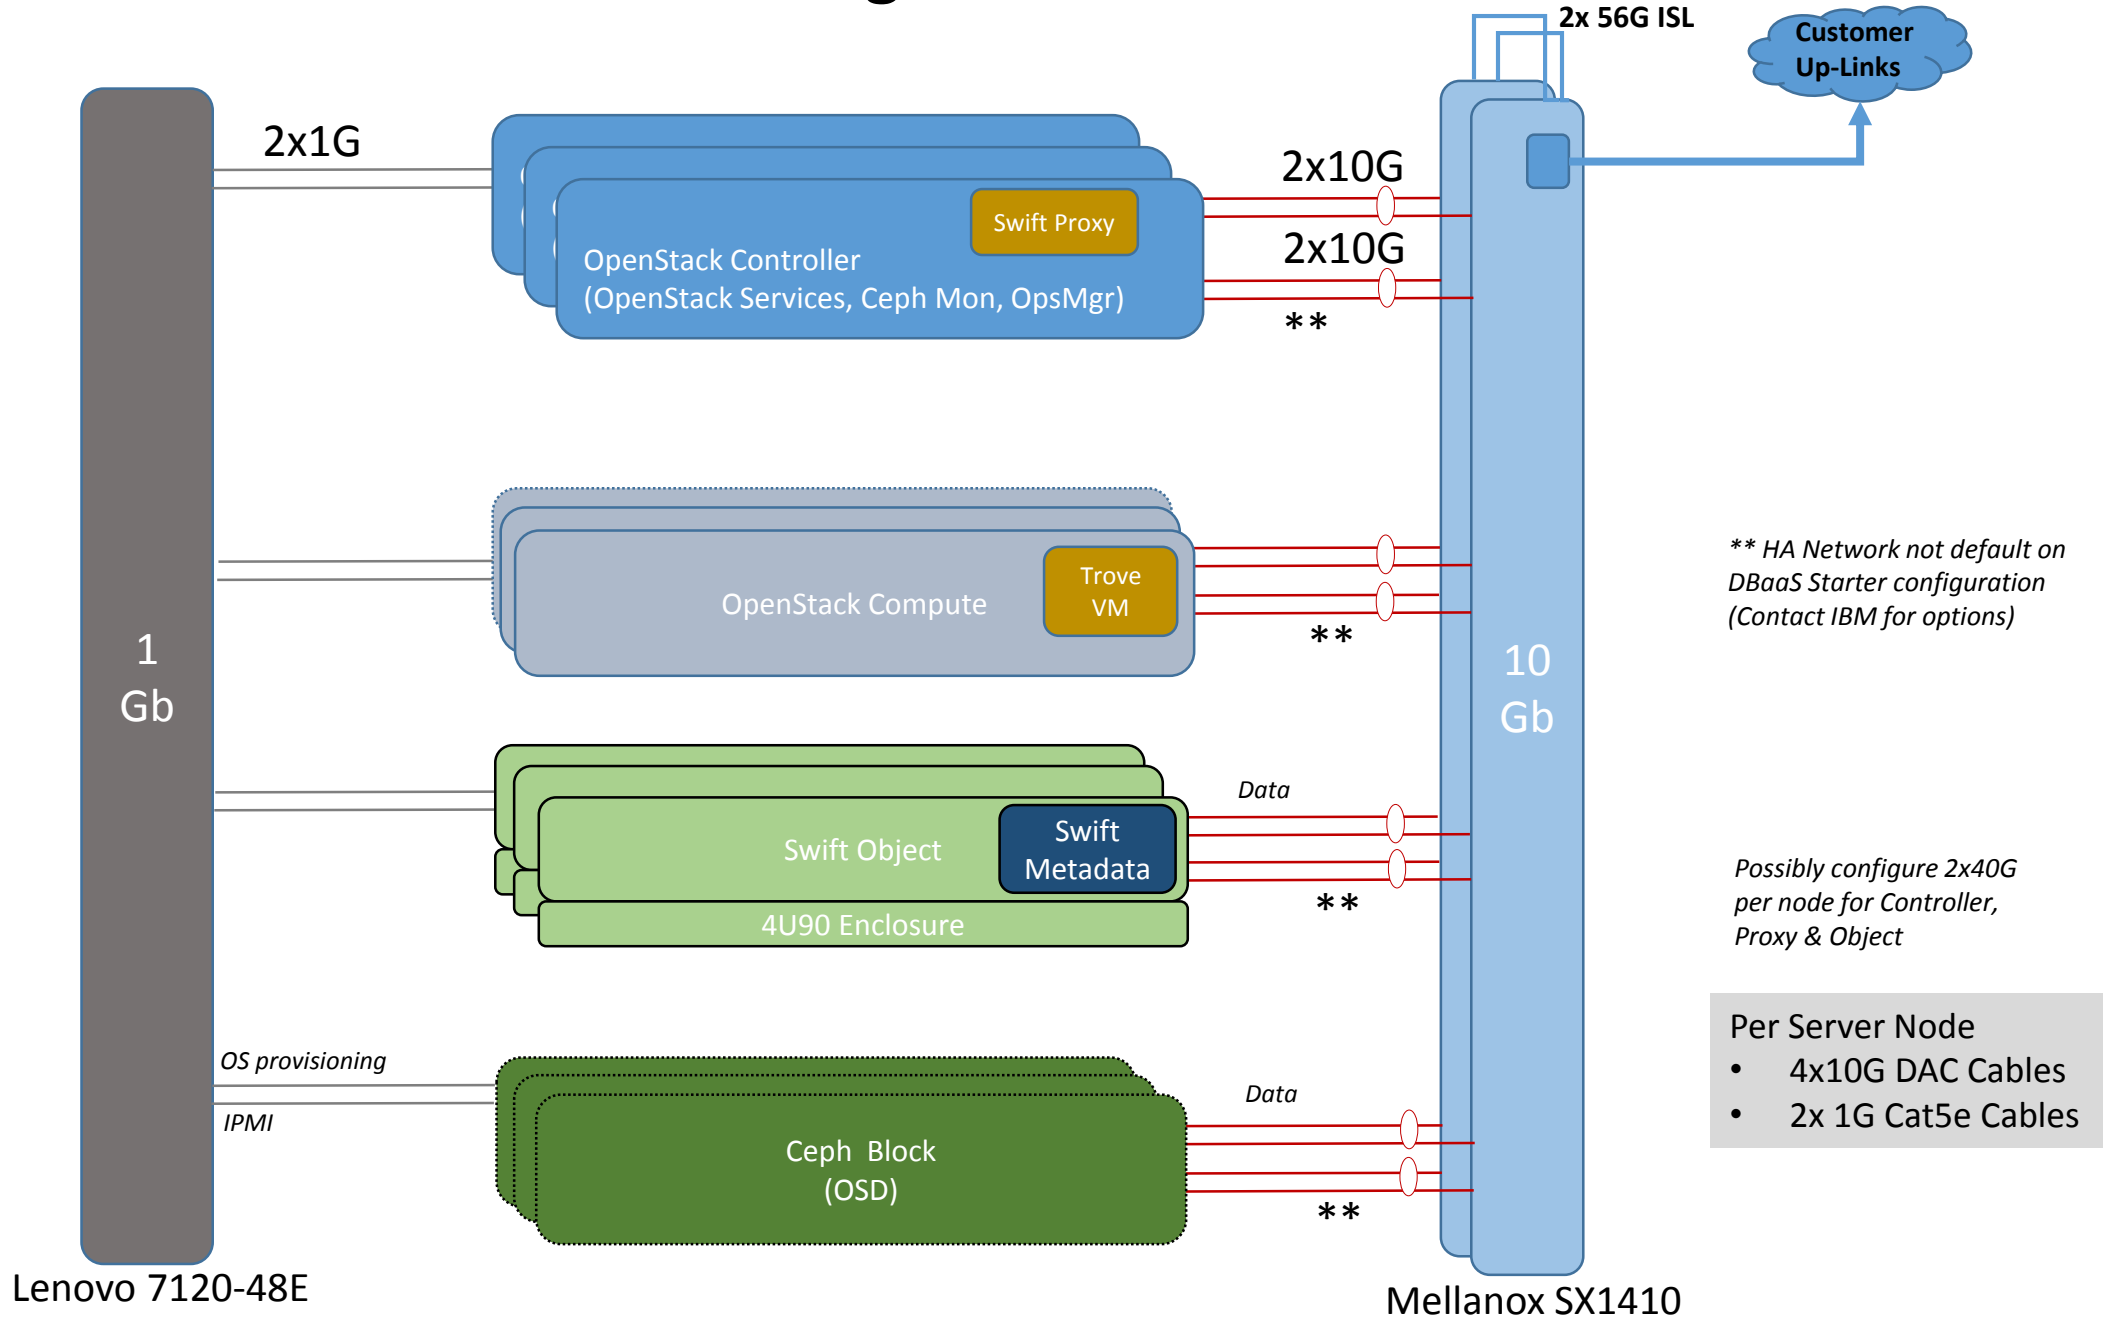 2x 56G ISL
Customer
Up-Links
2x1G
2x10G
Swift Proxy
2x10G
OpenStack Controller
(OpenStack Services, Ceph Mon, OpsMgr)
**
** HA Network not default on
DBaaS Starter configuration
(Contact IBM for options)
Trove
VM
OpenStack Compute
**
1
Gb
10
Gb
Data
Swift Object
Swift
Metadata
4U90 Enclosure
**
Possibly configure 2x40G
per node for Controller,
Proxy & Object
Per Server Node
• 4x10G DAC Cables
• 2x 1G Cat5e Cables
OS provisioning
IPMI
Data
Ceph Block
(OSD)
**
Lenovo 7120-48E
Mellanox SX1410